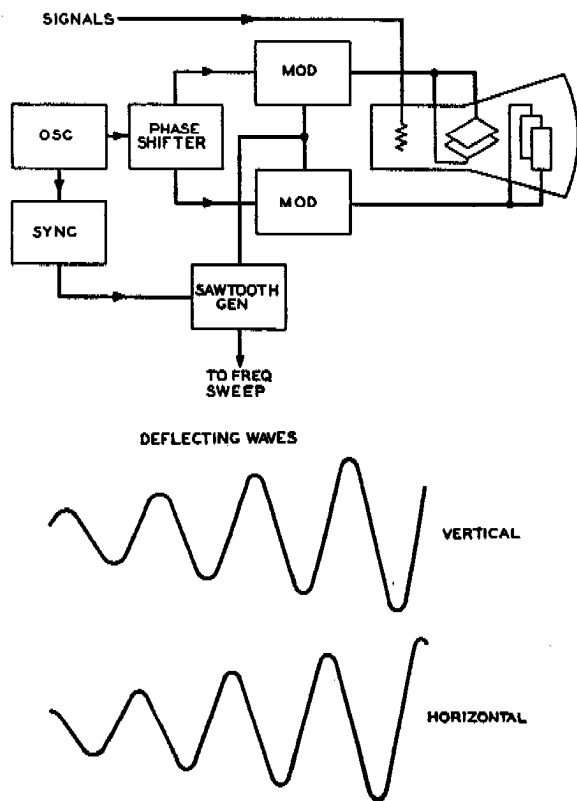 SIGNALS
MOD
OSC
PHASE
SHIFTER
MOD
SYNC
SAWTOOTH
GEN
TO FREQ
SWEEP
DEFLECTING WAVES
VERTICAL
HORIZONTAL